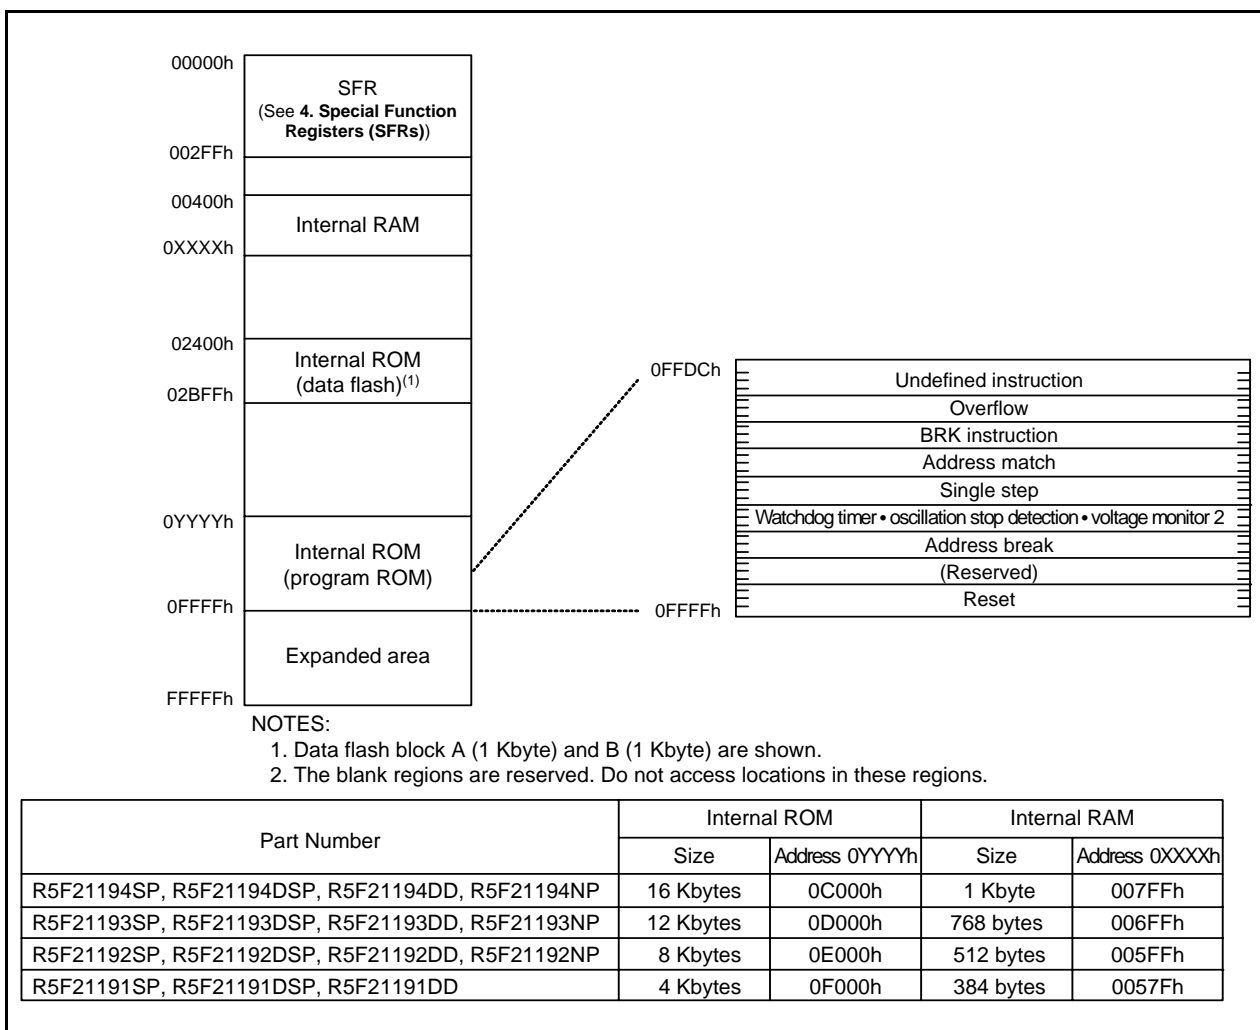 00000h
SFR
(See 4. Special Function
Registers (SFRs))
002FFh
00400h
Internal RAM
0XXXXh
02400h
Internal ROM
(data flash)(1)
02BFFh
0YYYYh
Internal ROM
(program ROM)
0FFFFh
Expanded area
FFFFFh
0FFDCh
Undefined instruction
Overflow
BRK instruction
Address match
Single step
Watchdog timer • oscillation stop detection • voltage monitor 2
Address break
(Reserved)
Reset
0FFFFh
NOTES:
1. Data flash block A (1 Kbyte) and B (1 Kbyte) are shown.
2. The blank regions are reserved. Do not access locations in these regions.
Part Number Internal ROM Internal RAM
Size Address 0YYYYh Size Address 0XXXXh
R5F21194SP, R5F21194DSP, R5F21194DD, R5F21194NP 16 Kbytes 0C000h 1 Kbyte 007FFh
R5F21193SP, R5F21193DSP, R5F21193DD, R5F21193NP 12 Kbytes 0D000h 768 bytes 006FFh
R5F21192SP, R5F21192DSP, R5F21192DD, R5F21192NP 8 Kbytes 0E000h 512 bytes 005FFh
R5F21191SP, R5F21191DSP, R5F21191DD 4 Kbytes 0F000h 384 bytes 0057Fh